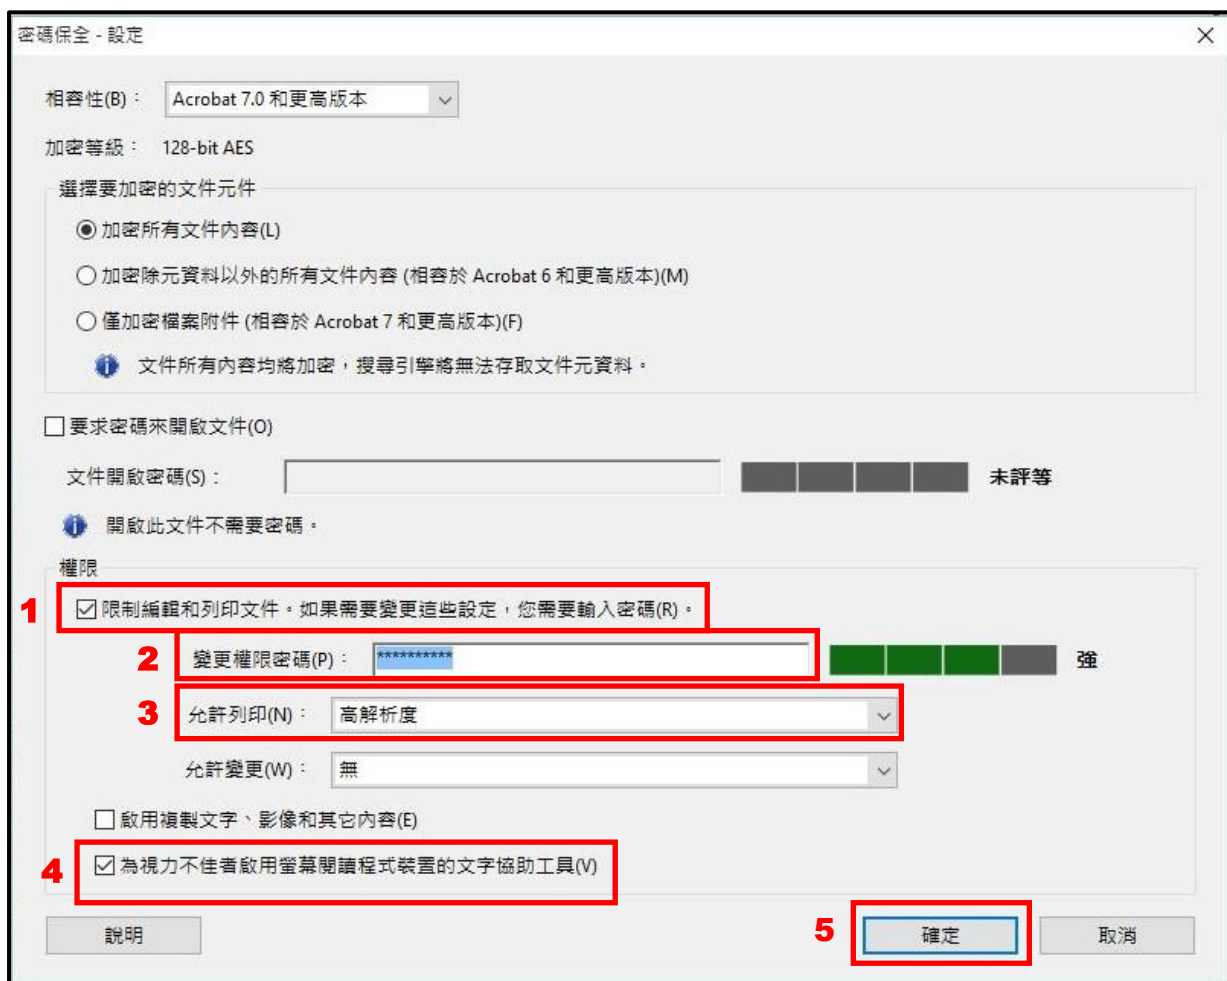 密碼保全 - 設定
相容性(B)： Acrobat 7.0 和更高版本
加密等級： 128-bit AES
選擇要加密的文件元件
加密所有文件內容(L)
加密除元資料以外的所有文件內容 (相容於 Acrobat 6 和更高版本)(M)
僅加密檔案附件 (相容於 Acrobat 7 和更高版本)(F)
文件所有內容均將加密，搜尋引擎將無法存取文件元資料。
要求密碼來開啟文件(O)
文件開啟密碼(S)： 未評等
開啟此文件不需要密碼。
權限
1 限制編輯和列印文件。如果需要變更這些設定，您需要輸入密碼(R)。
2 變更權限密碼(P)： ********** 強
3 允許列印(N)： 高解析度
允許變更(W)： 無
啟用複製文字、影像和其它內容(E)
4 為視力不佳者啟用螢幕閱讀程式裝置的文字協助工具(V)
說明 5 確定 取消